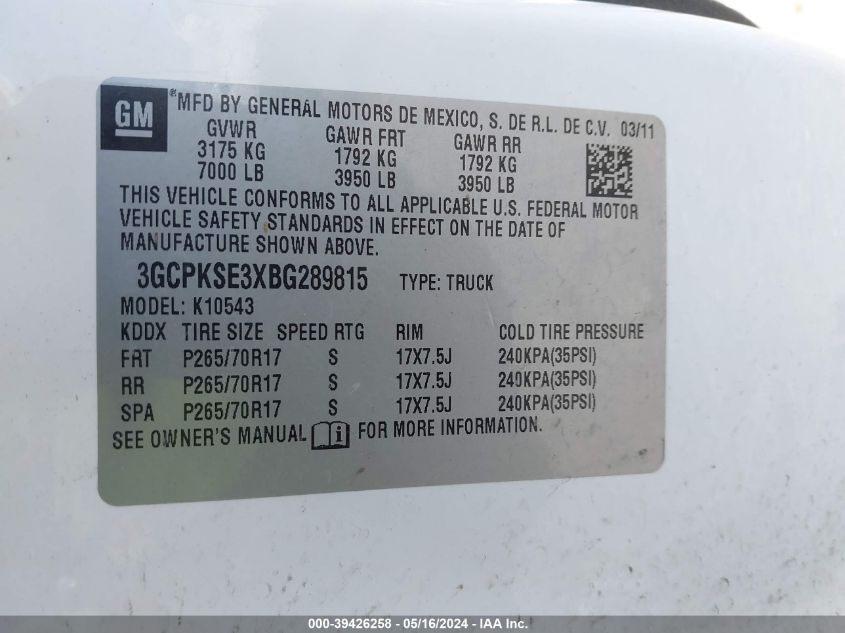 GM
®MFD BY GENERAL MOTORS DE MEXICO, S. DE R.L. DE C.V. 03/11
GVWR GAWR FRT GAWR RR
3175 KG 1792 KG 1792 KG
7000 LB 3950 LB 3950 LB
THIS VEHICLE CONFORMS TO ALL APPLICABLE U.S. FEDERAL MOTOR
VEHICLE SAFETY STANDARDS IN EFFECT ON THE DATE OF
MANUFACTURE SHOWN ABOVE.
3GCPKSE3XBG289815 TYPE: TRUCK
MODEL: K10543
KDDX TIRE SIZE SPEED RTG RIM COLD TIRE PRESSURE
FRT P265/70R17 S 17X7.5J 240KPA(35PSI)
RR P265/70R17 S 17X7.5J 240KPA(35PSI)
SPA P265/70R17 S 17X7.5J 240KPA(35PSI)
SEE OWNER'S MANUAL i FOR MORE INFORMATION.
000-39426258 - 05/16/2024 - IAA Inc.